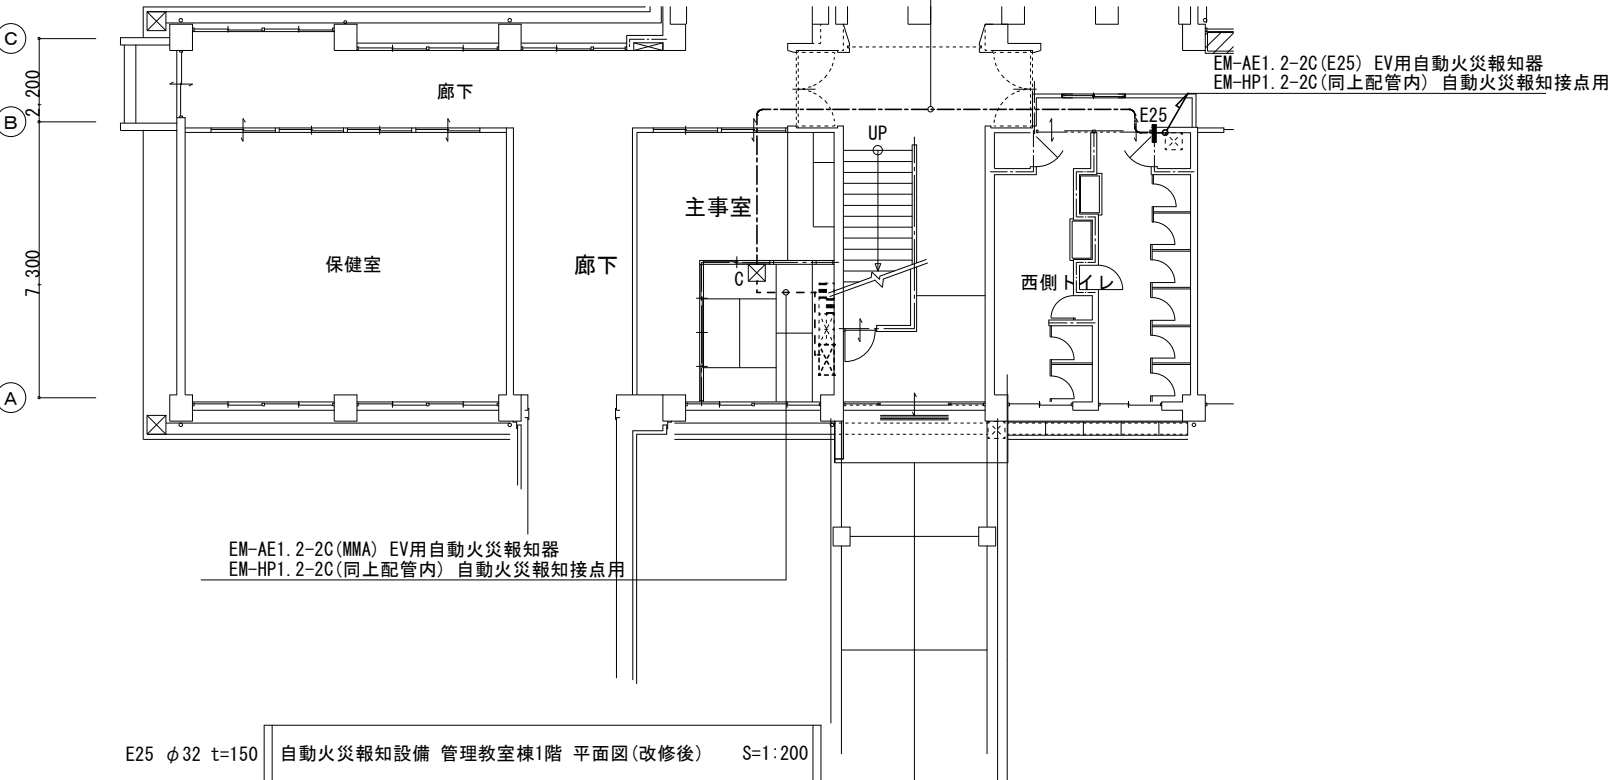 C
EM-AE1.2-2C(E25) EV用自動火災報知器
EM-HP1.2-2C(同上配管内) 自動火災報知接点用
2,200
廊下
B
E25
UP
主事室
7,300
保健室
廊下
C
西側トイレ
A
EM-AE1.2-2C(MMA) EV用自動火災報知器
EM-HP1.2-2C(同上配管内) 自動火災報知接点用
E25 φ32 t=150
自動火災報知設備 管理教室棟1階 平面図(改修後) S=1:200